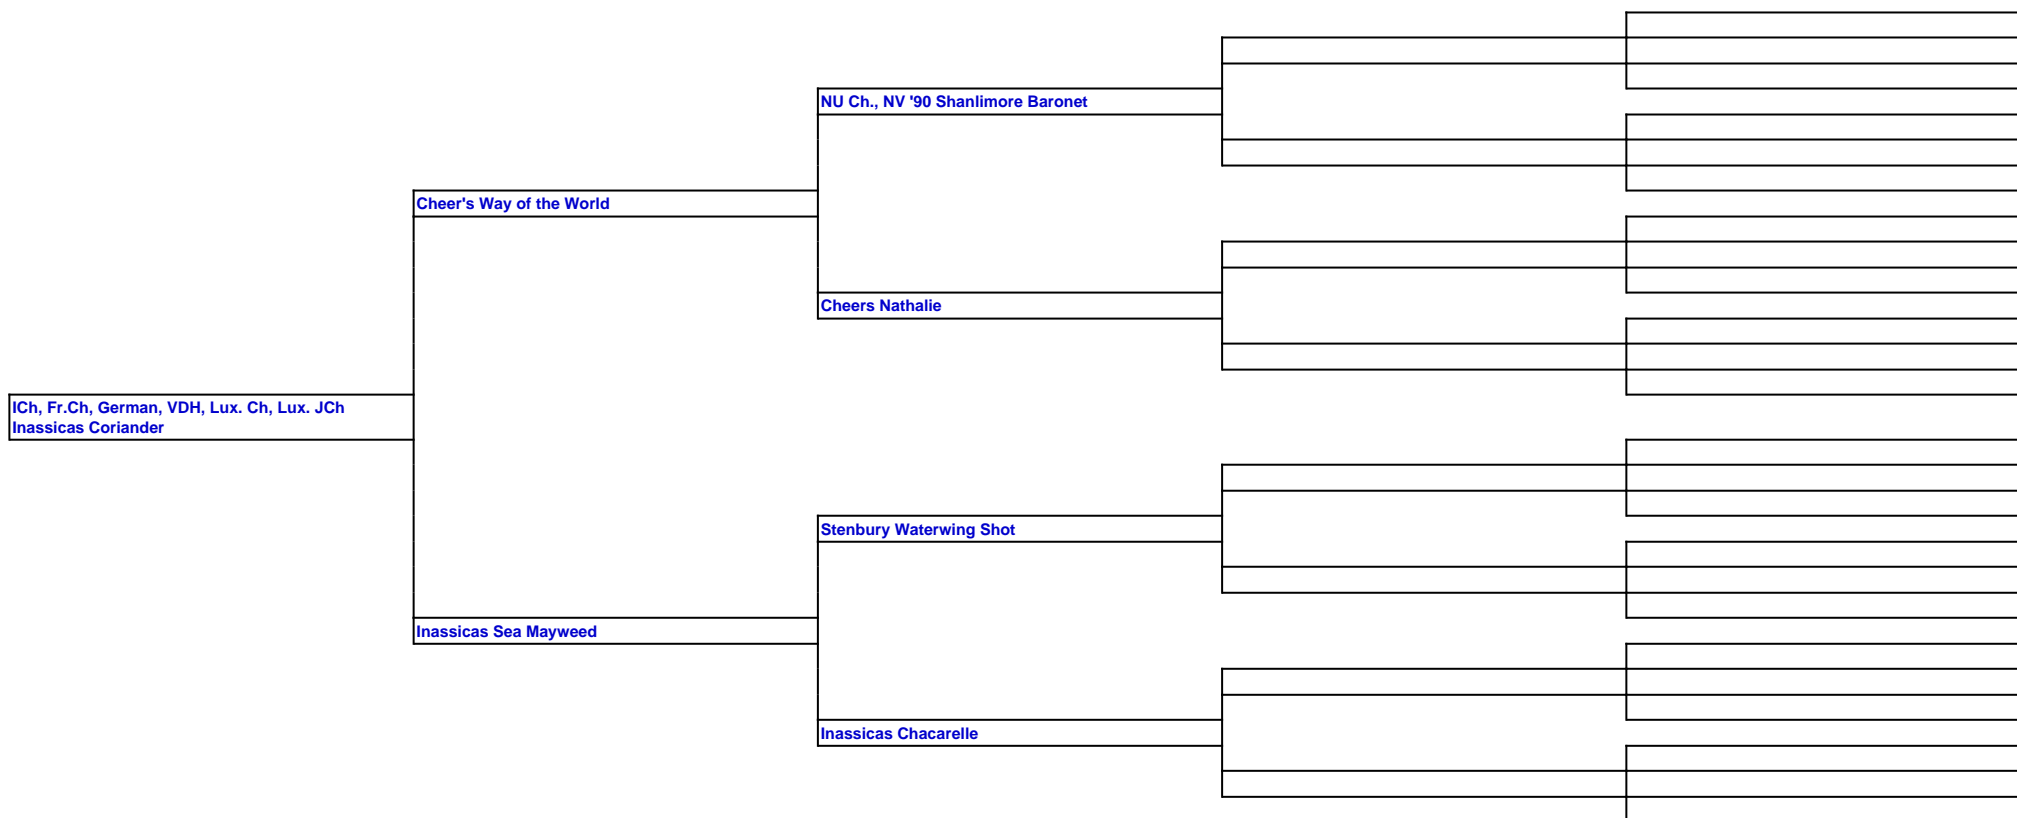 NU Ch., NV '90 Shanlimore Baronet
Cheer's Way of the World
Cheers Nathalie
ICh, Fr.Ch, German, VDH, Lux. Ch, Lux. JCh
Inassicas Coriander
Stenbury Waterwing Shot
Inassicas Sea Mayweed
Inassicas Chacarelle